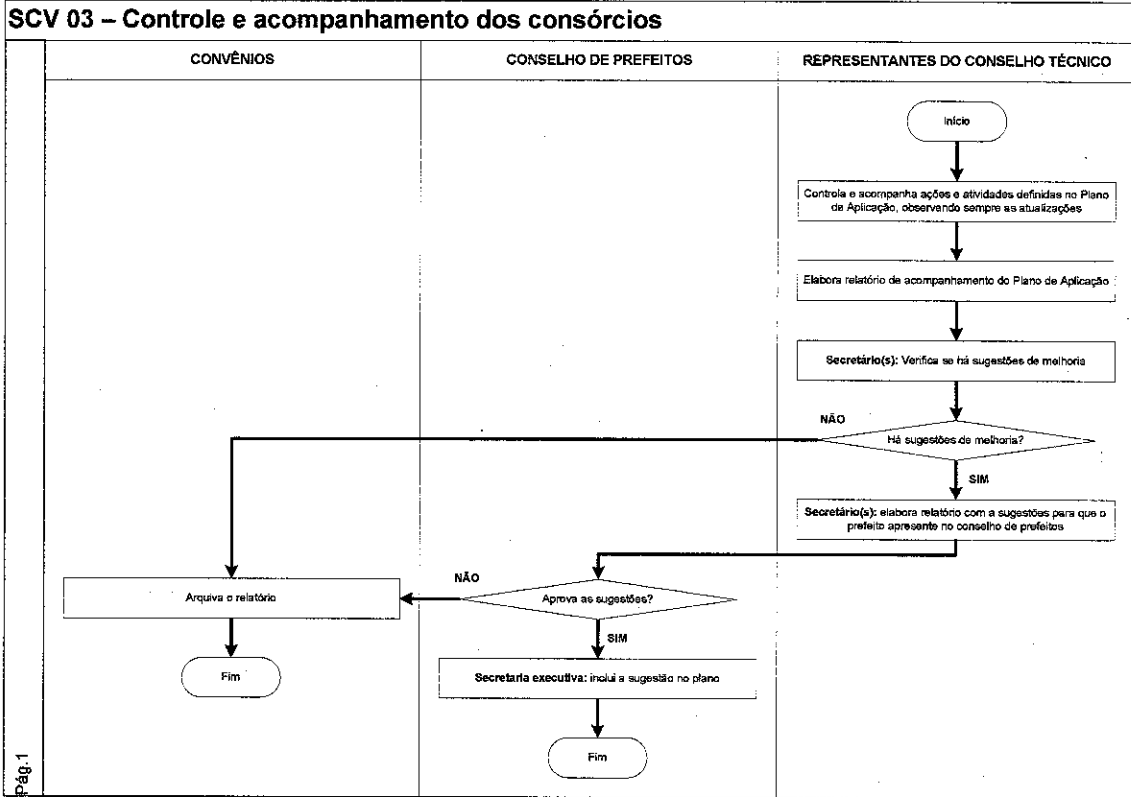 SCV 03 – Controle e acompanhamento dos consórcios
CONVÊNIOS
CONSELHO DE PREFEITOS
REPRESENTANTES DO CONSELHO TÉCNICO
Início
Controla e acompanha ações e atividades definidas no Plano
de Aplicação, observando sempre as atualizações
Elabora relatório de acompanhamento do Plano de Aplicação
Secretário(s): Verifica se há sugestões de melhoria
NÃO
Há sugestões de melhoria?
SIM
Secretário(s): elabora relatório com a sugestões para que o
prefeito apresente no conselho de prefeitos
NÃO
Aprova as sugestões?
Arquiva o relatório
SIM
Fim
Secretaria executiva: inclui a sugestão no plano
Fim
Pág.1